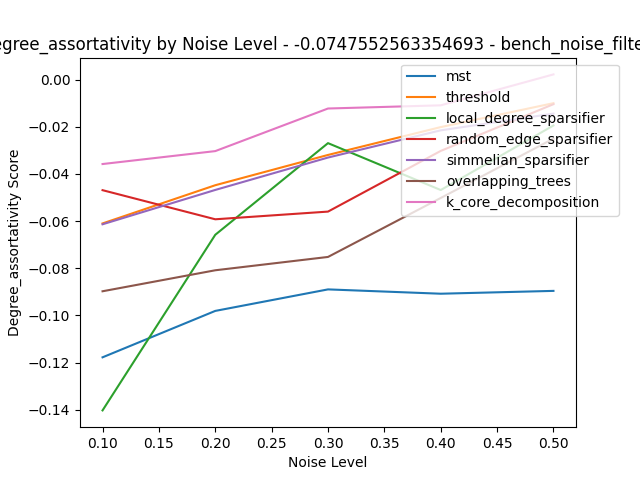 egree_assortativity by Noise Level - -0.0747552563354693 - bench_noise_filte
mst
threshold
local_degree_sparsifier
random_edge_sparsifier
simmelian_sparsifier
overlapping_trees
k_core_decomposition
Degree_assortativity Score
0.00
−0.02
−0.04
−0.06
−0.08
−0.10
−0.12
−0.14
0.10 0.15 0.20 0.25 0.30 0.35 0.40 0.45 0.50
Noise Level